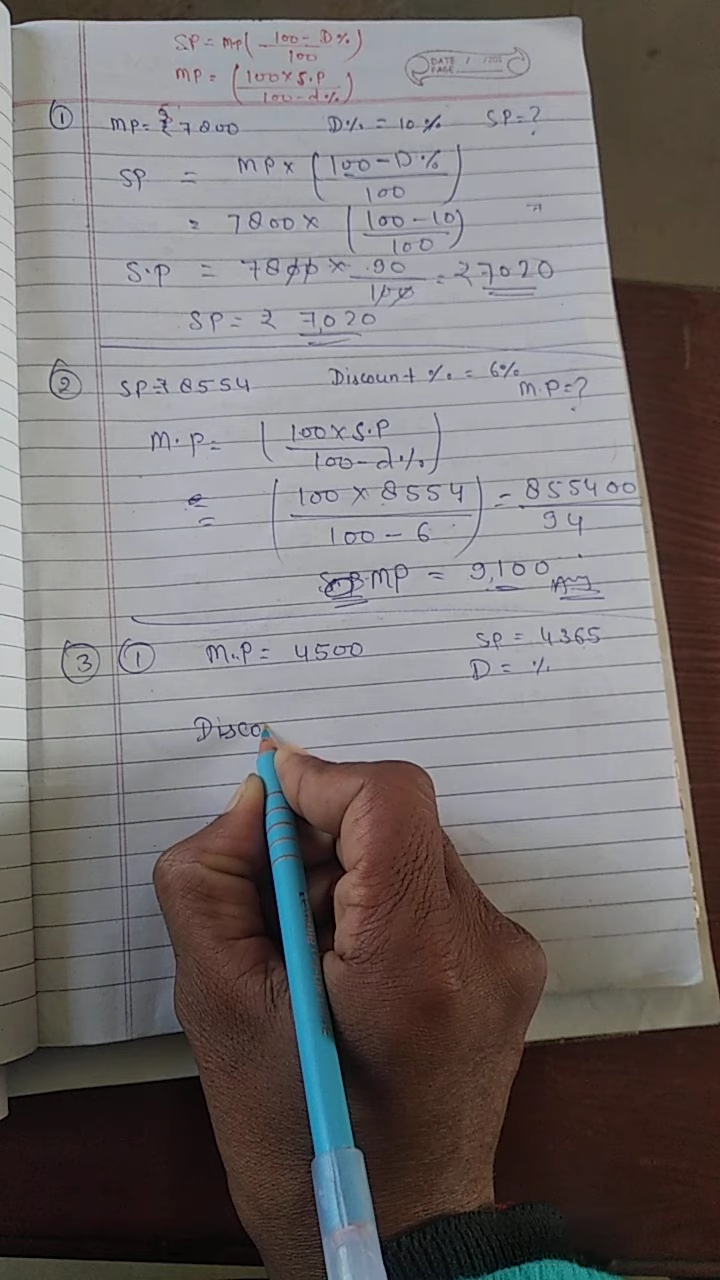 SP = MP( 100 - D% / 100 )
MP = ( 100 x S.P / 100 - d% )
DATE / /201
PAGE
① MP = ₹ 7800 D% = 10% SP = ?
SP = MP x ( 100 - D% / 100 )
= 7800 x ( 100 - 10 / 100 )
S.P = 7800 x 90 / 100 = ₹ 7020
SP = ₹ 7,020
② SP = ₹ 8554 Discount % = 6% M.P = ?
M.P = ( 100 x S.P / 100 - d% )
= ( 100 x 8554 / 100 - 6 ) = 855400 / 94
MP = 9,100 Ans
③ ① M.P = 4500 SP = 4365
D = %
Disco